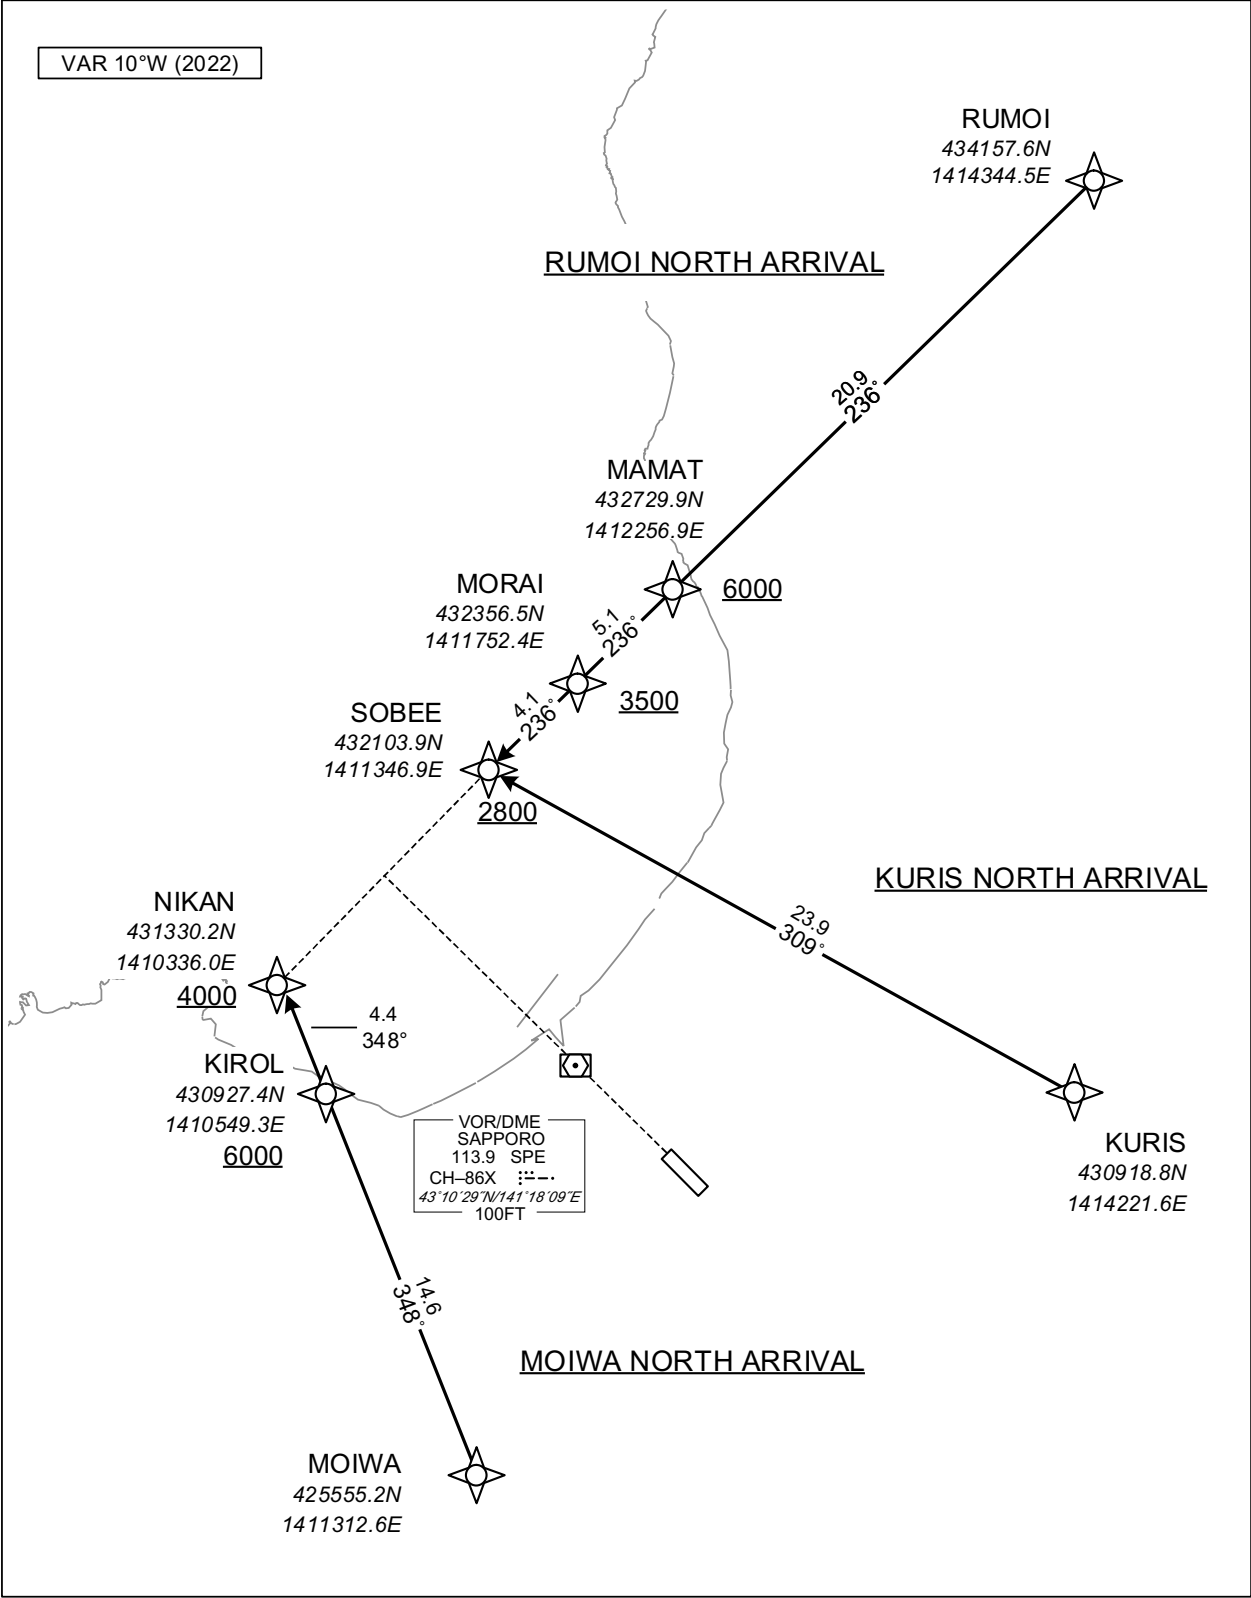 VAR 10°W (2022)
RUMOI
434157.6N
1414344.5E
RUMOI NORTH ARRIVAL
20.9
236°
MAMAT
432729.9N
1412256.9E
6000
5.1
236°
MORAI
432356.5N
1411752.4E
3500
4.1
236°
SOBEE
432103.9N
1411346.9E
2800
KURIS NORTH ARRIVAL
23.9
309°
NIKAN
431330.2N
1410336.0E
4000
4.4
348°
KIROL
430927.4N
1410549.3E
6000
VOR/DME
SAPPORO
113.9 SPE
CH–86X
43°10′29″N/141°18′09″E
100FT
KURIS
430918.8N
1414221.6E
14.6
348°
MOIWA NORTH ARRIVAL
MOIWA
425555.2N
1411312.6E